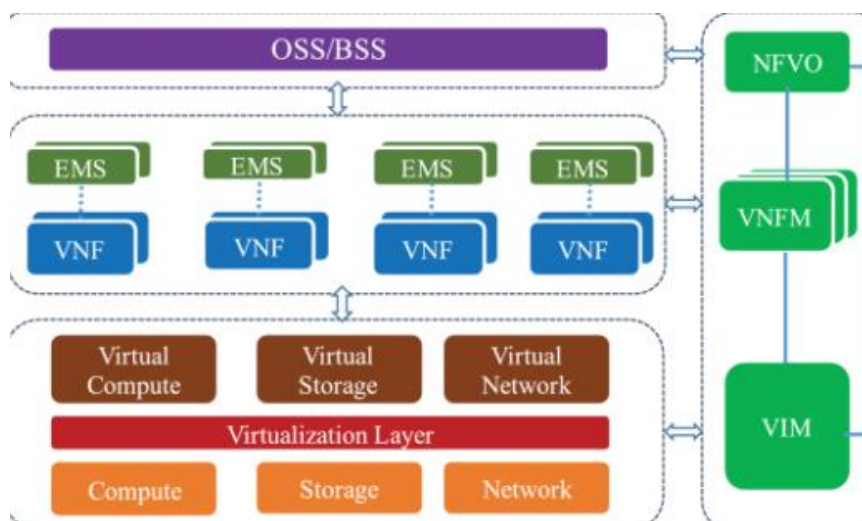 OSS/BSS
NFVO
EMS
EMS
EMS
EMS
VNF
VNF
VNF
VNF
VNFM
Virtual
Compute
Virtual
Storage
Virtual
Network
Virtualization Layer
VIM
Compute
Storage
Network